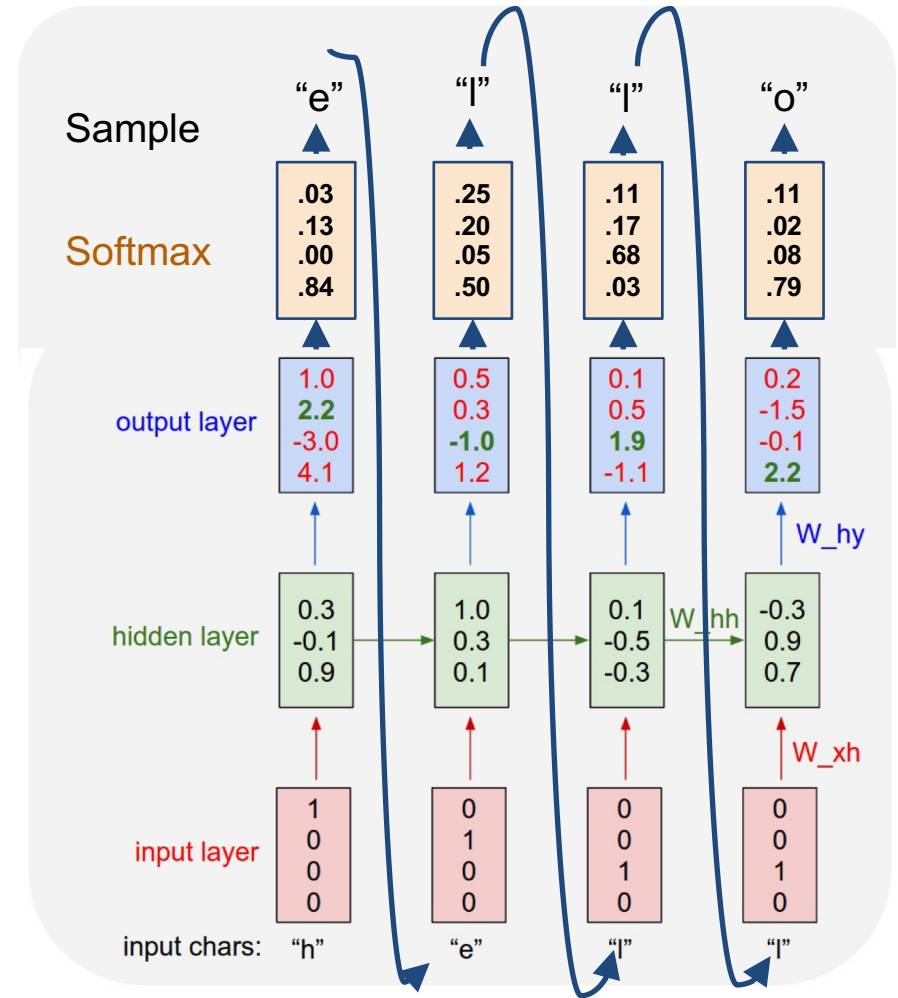 “e” “l” “l” “o”
Sample
.03 .25 .11 .11
.13 .20 .17 .02
Softmax
.00 .05 .68 .08
.84 .50 .03 .79
1.0 0.5 0.1 0.2
output layer
2.2 0.3 0.5 -1.5
-3.0 -1.0 1.9 -0.1
4.1 1.2 -1.1 2.2
W_hy
0.3 1.0 0.1 -0.3
W_hh
hidden layer
-0.1 0.3 -0.5 0.9
0.9 0.1 -0.3 0.7
W_xh
1 0 0 0
0 1 0 0
input layer
0 0 1 1
0 0 0 0
input chars: “h” “e” “l” “l”